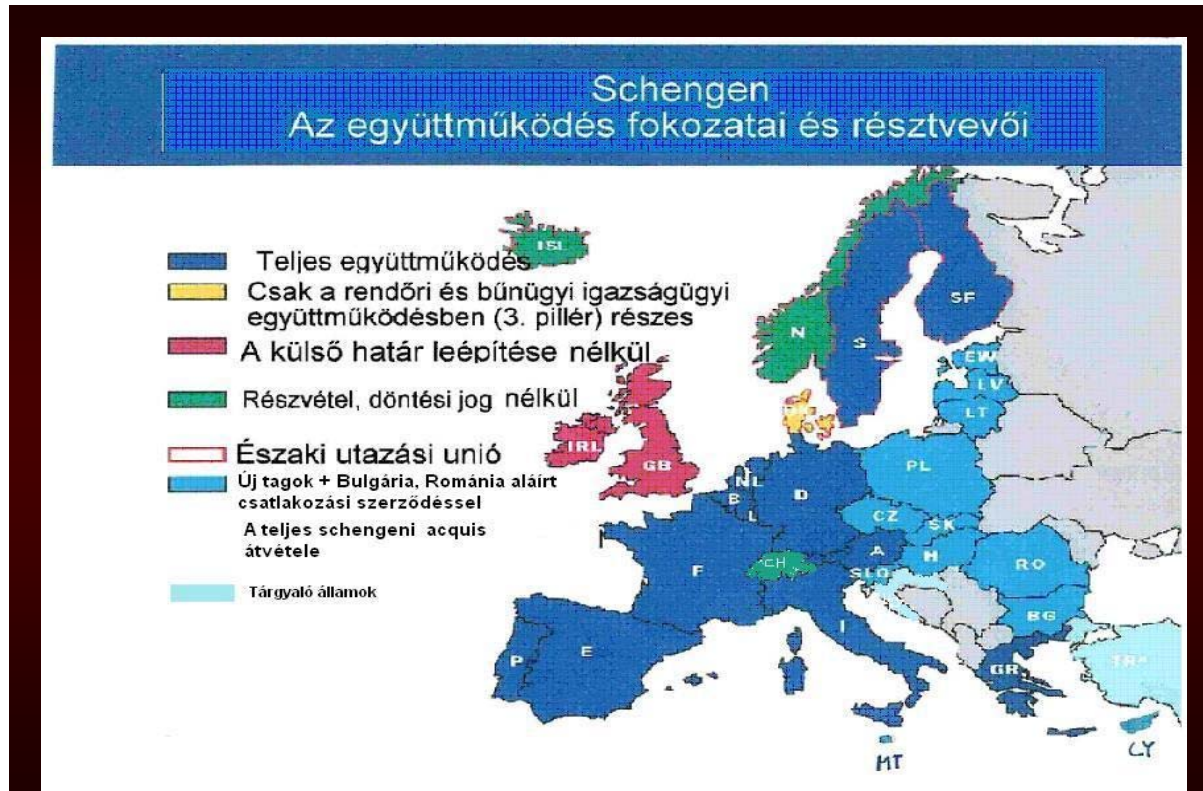 Schengen
Az együttműködés fokozatai és résztvevői
Teljes együttműködés
Csak a rendőri és bűnügyi igazságügyi
együttműködésben (3. pillér) részes
A külső határ leépítése nélkül
Részvétel, döntési jog nélkül
Északi utazási unió
Új tagok + Bulgária, Románia aláírt
csatlakozási szerződéssel
A teljes schengeni acquis
átvétele
Tárgyaló államok
ISL
N
S
SF
EW
LV
LT
DK
IRL
GB
NL
B
L
D
PL
CZ
SK
F
CH
A
H
SLO
RO
BG
P
E
I
GR
TR*
MT
CY